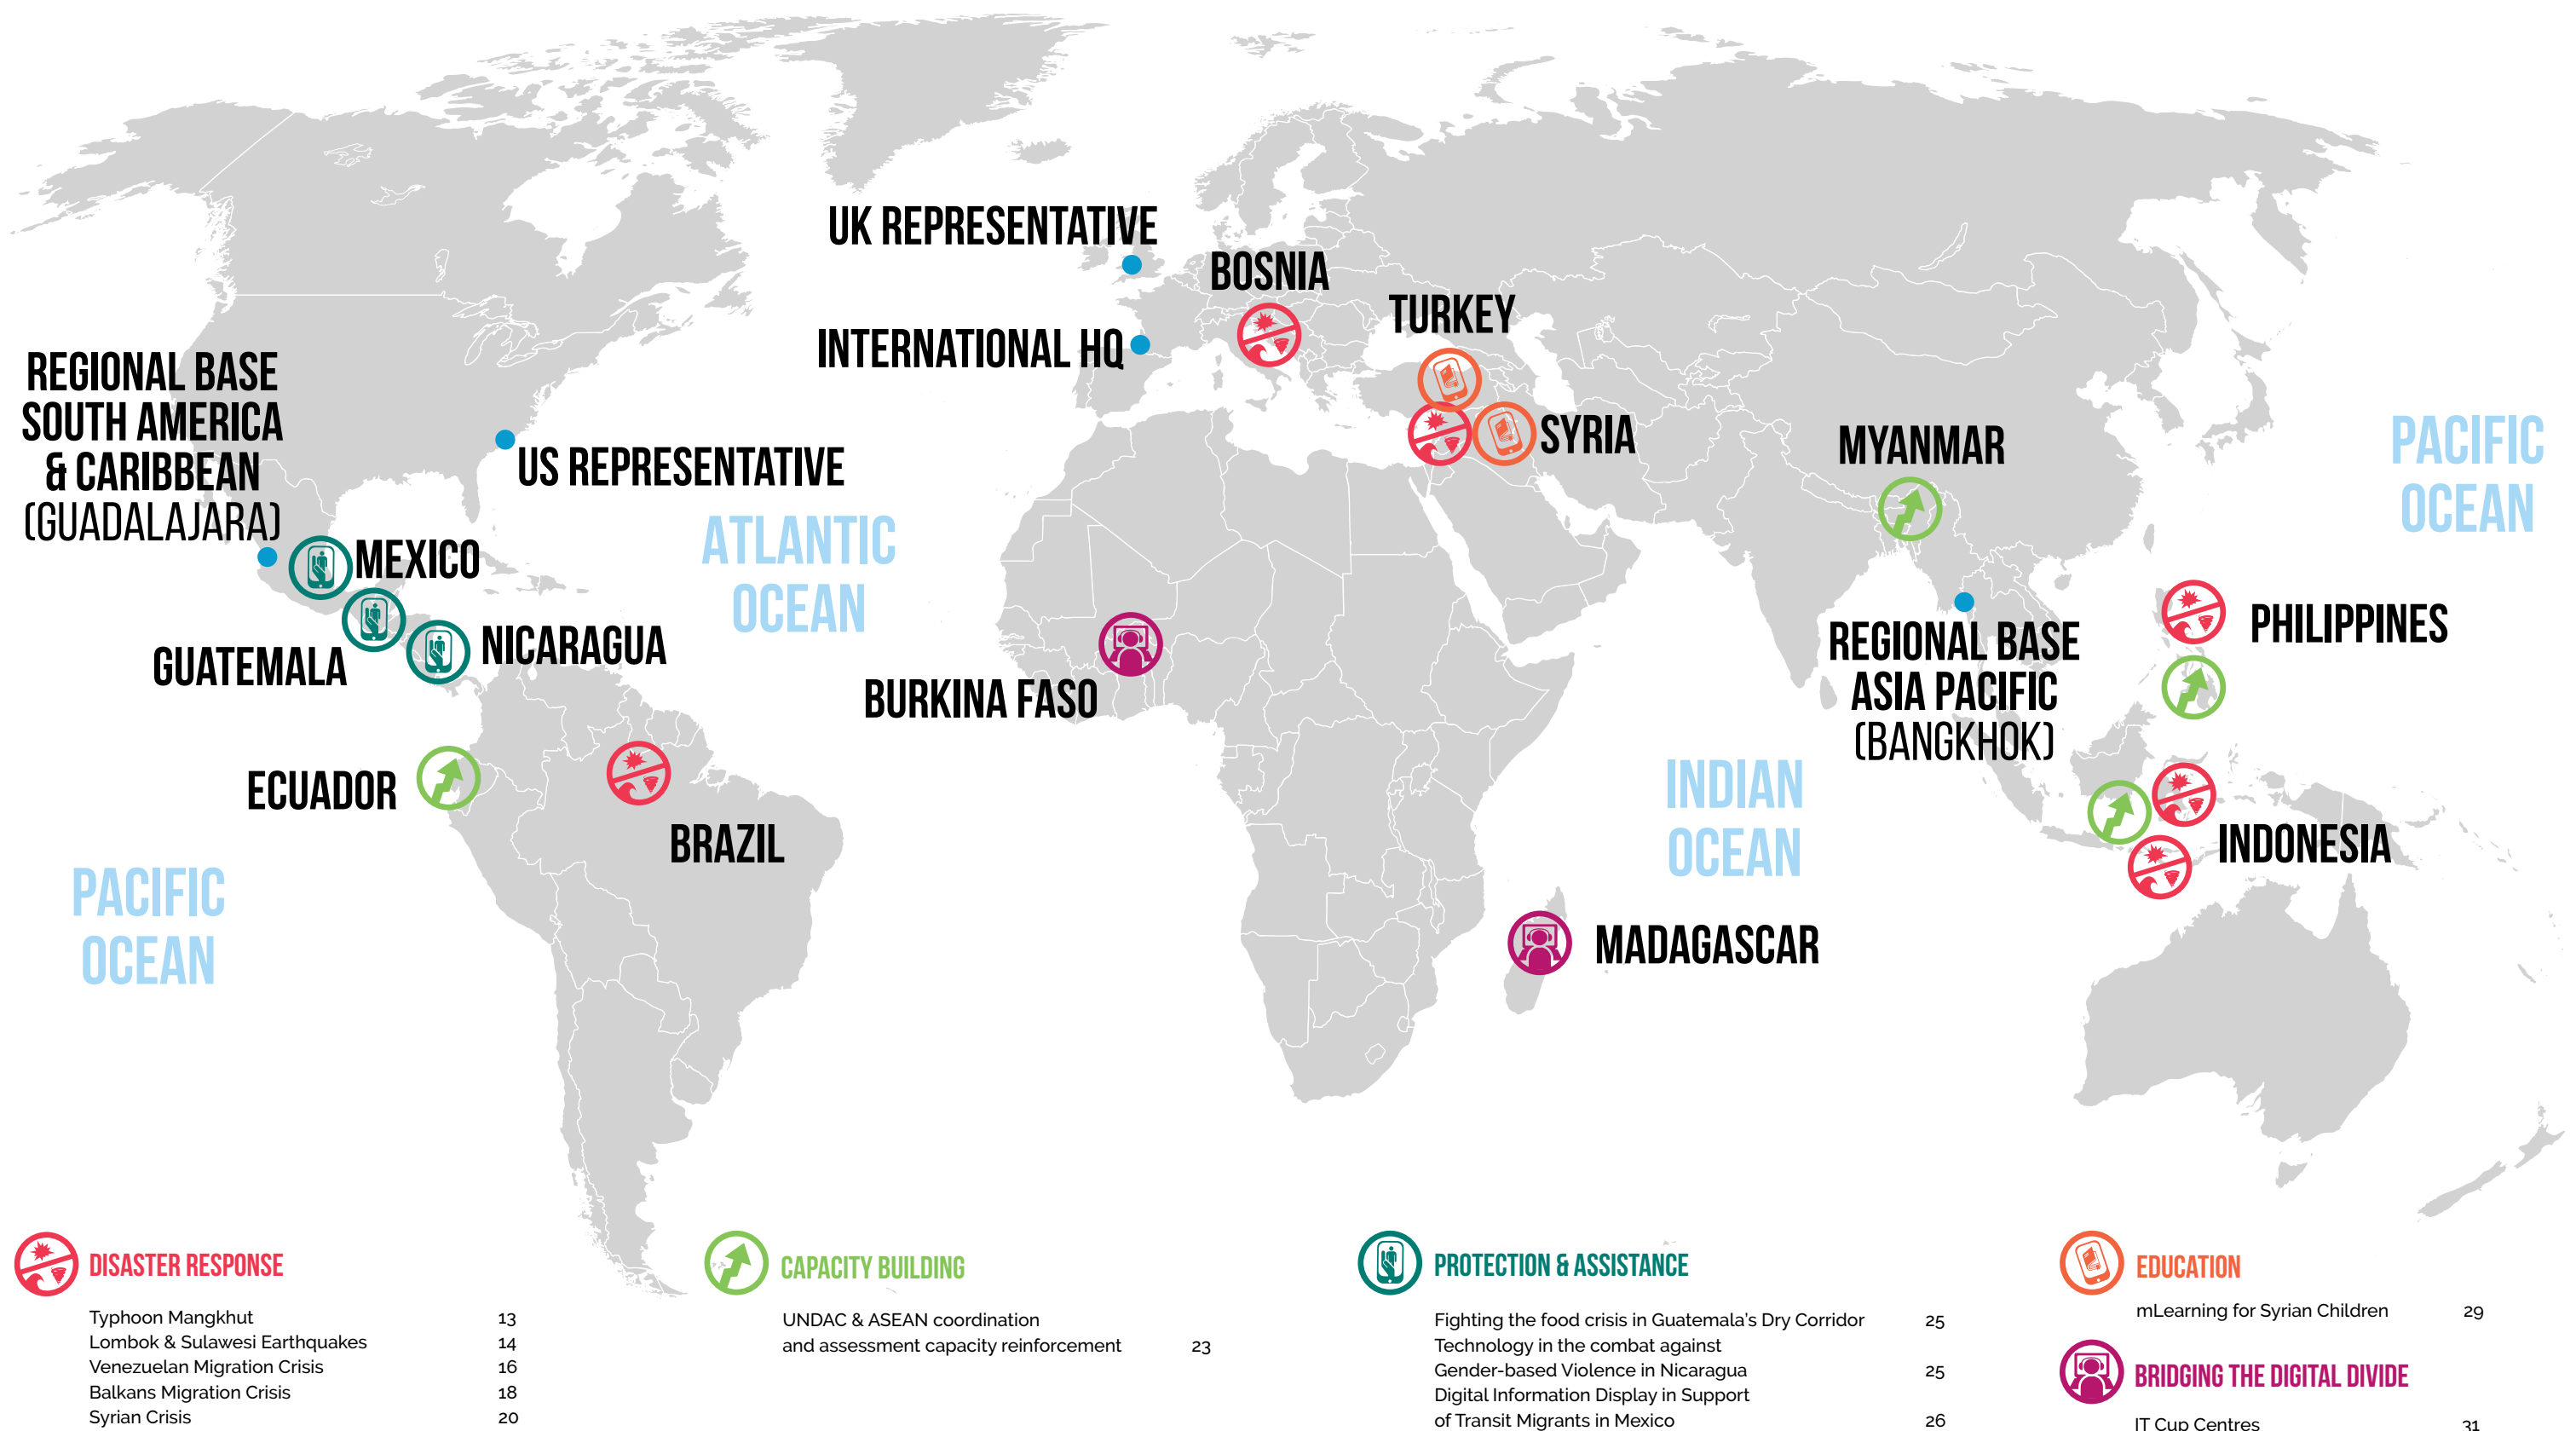 UK REPRESENTATIVE
BOSNIA
TURKEY
INTERNATIONAL HQ
REGIONAL BASE
SOUTH AMERICA
& CARIBBEAN
(GUADALAJARA)
US REPRESENTATIVE
SYRIA
MYANMAR
PACIFIC
OCEAN
ATLANTIC
OCEAN
MEXICO
GUATEMALA
NICARAGUA
BURKINA FASO
REGIONAL BASE
ASIA PACIFIC
(BANGKHOK)
PHILIPPINES
ECUADOR
BRAZIL
INDIAN
OCEAN
INDONESIA
PACIFIC
OCEAN
MADAGASCAR
DISASTER RESPONSE
Typhoon Mangkhut 13
Lombok & Sulawesi Earthquakes 14
Venezuelan Migration Crisis 16
Balkans Migration Crisis 18
Syrian Crisis 20
CAPACITY BUILDING
UNDAC & ASEAN coordination
and assessment capacity reinforcement 23
PROTECTION & ASSISTANCE
Fighting the food crisis in Guatemala's Dry Corridor 25
Technology in the combat against
Gender-based Violence in Nicaragua 25
Digital Information Display in Support
of Transit Migrants in Mexico 26
EDUCATION
mLearning for Syrian Children 29
BRIDGING THE DIGITAL DIVIDE
IT Cup Centres 31